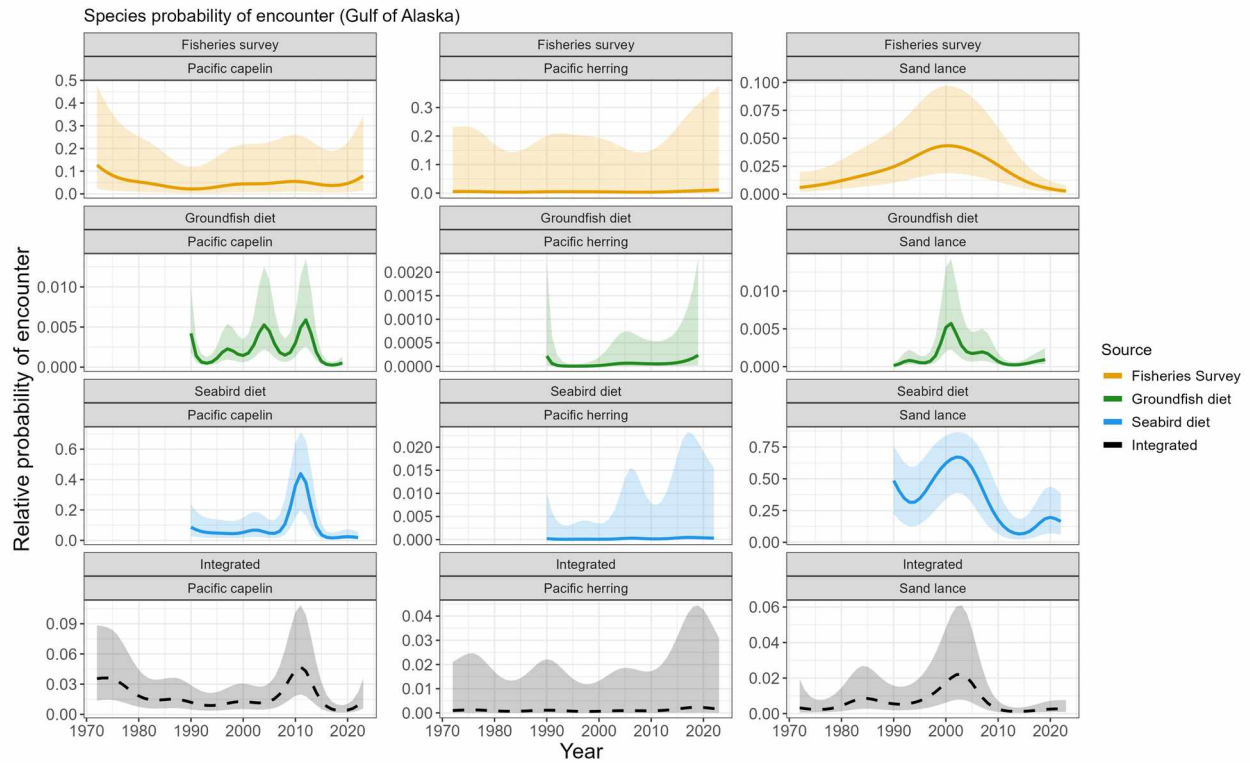 Species probability of encounter (Gulf of Alaska)
Fisheries survey Fisheries survey Fisheries survey
Pacific capelin Pacific herring Sand lance
0.5 0.4 0.3 0.2 0.1 0.0
0.3 0.2 0.1 0.0
0.100 0.075 0.050 0.025 0.000
Groundfish diet Groundfish diet Groundfish diet
Pacific capelin Pacific herring Sand lance
0.010 0.005 0.000
0.0020 0.0015 0.0010 0.0005 0.0000
0.010 0.005 0.000
Seabird diet Seabird diet Seabird diet
Pacific capelin Pacific herring Sand lance
0.6 0.4 0.2 0.0
0.020 0.015 0.010 0.005 0.000
0.75 0.50 0.25 0.00
Integrated Integrated Integrated
Pacific capelin Pacific herring Sand lance
0.09 0.06 0.03 0.00
0.04 0.03 0.02 0.01 0.00
0.06 0.04 0.02 0.00
1970 1980 1990 2000 2010 2020 1970 1980 1990 2000 2010 2020 1970 1980 1990 2000 2010 2020
Year
Relative probability of encounter
Source
Fisheries Survey
Groundfish diet
Seabird diet
Integrated